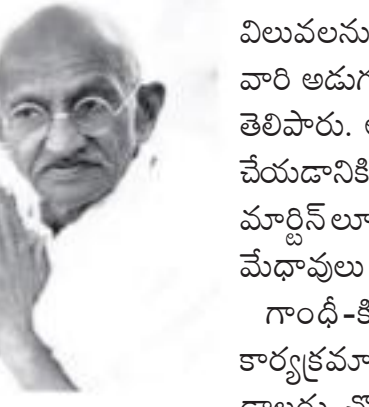 విలువలను
వారి అడుగ
తెలిపారు.
చేయడానికి
మార్టిన్‌లూ
మేధావులు
గాంధీ-కి
కార్యక్రమా